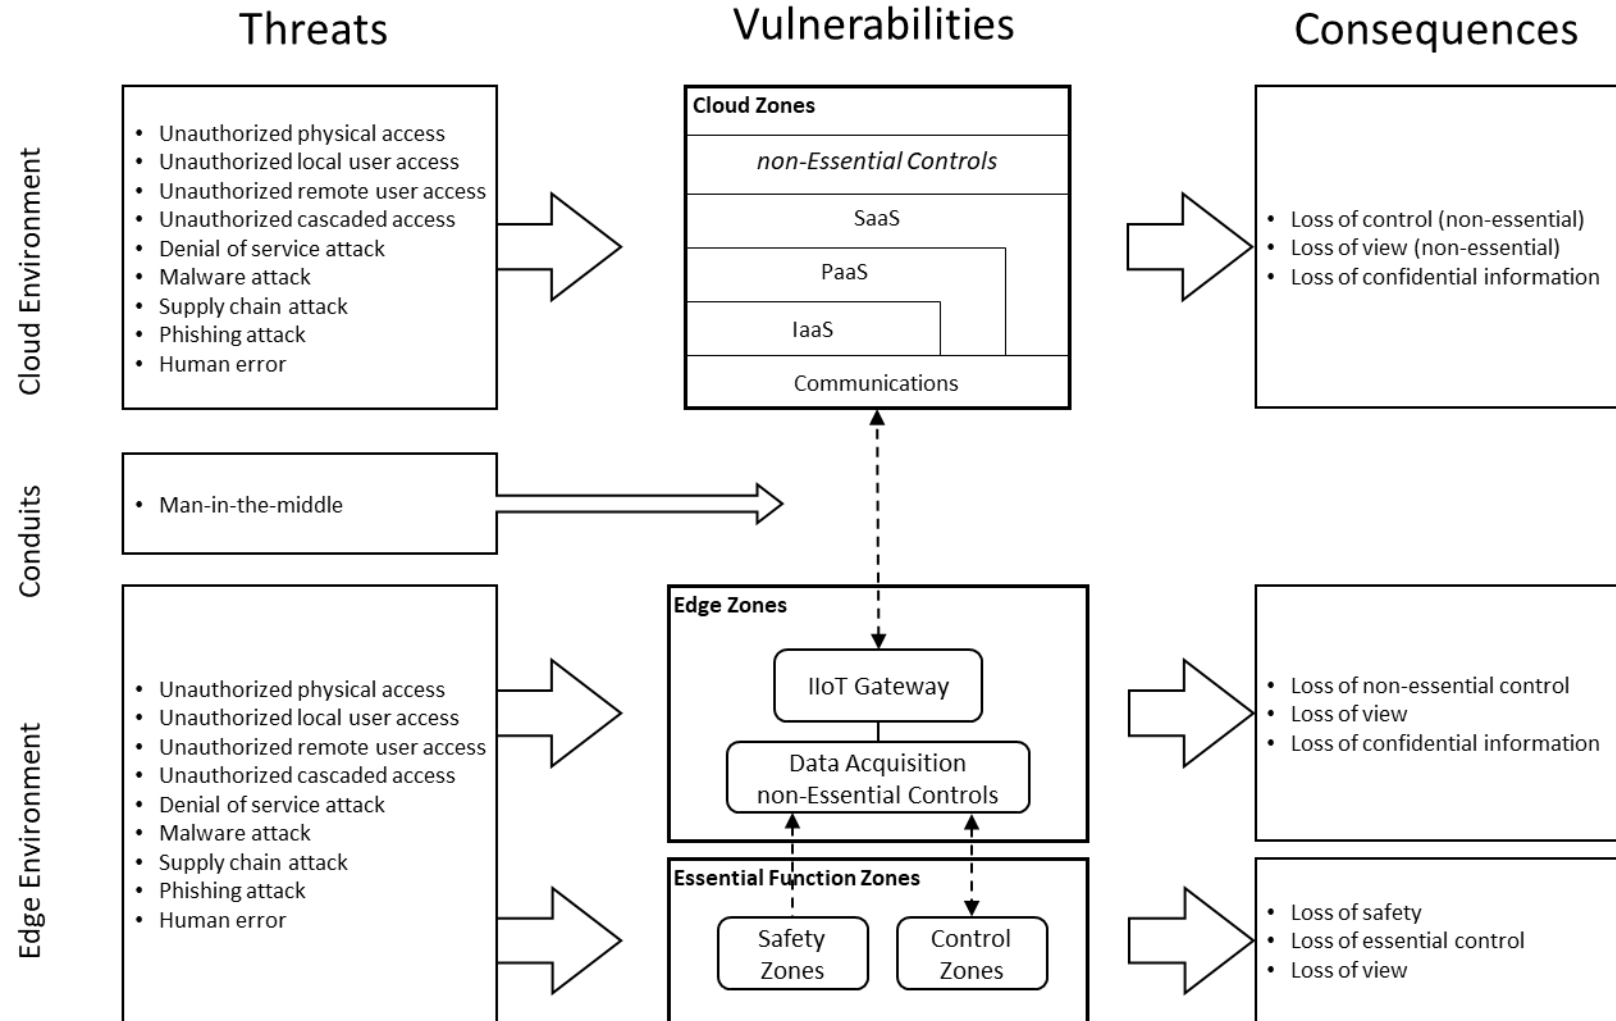 Threats
Vulnerabilities
Consequences
Cloud Environment
• Unauthorized physical access
• Unauthorized local user access
• Unauthorized remote user access
• Unauthorized cascaded access
• Denial of service attack
• Malware attack
• Supply chain attack
• Phishing attack
• Human error
Cloud Zones
non-Essential Controls
SaaS
PaaS
IaaS
Communications
• Loss of control (non-essential)
• Loss of view (non-essential)
• Loss of confidential information
Conduits
• Man-in-the-middle
Edge Environment
• Unauthorized physical access
• Unauthorized local user access
• Unauthorized remote user access
• Unauthorized cascaded access
• Denial of service attack
• Malware attack
• Supply chain attack
• Phishing attack
• Human error
Edge Zones
IIoT Gateway
Data Acquisition
non-Essential Controls
• Loss of non-essential control
• Loss of view
• Loss of confidential information
Essential Function Zones
Safety
Zones
Control
Zones
• Loss of safety
• Loss of essential control
• Loss of view